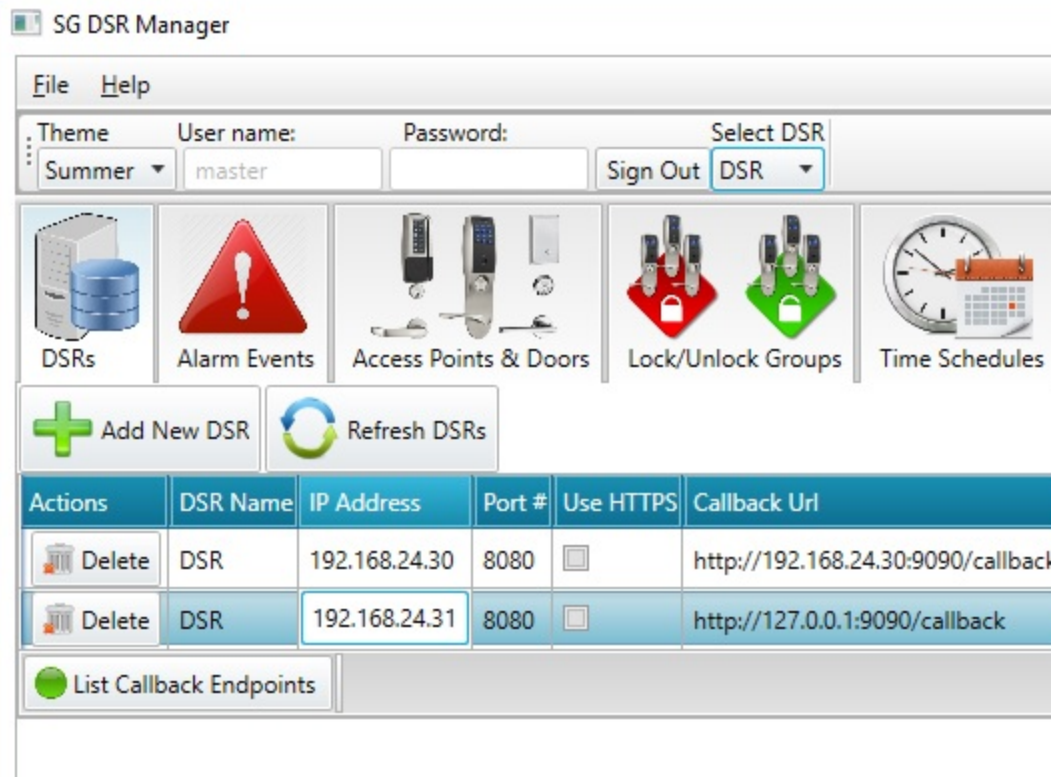 SG DSR Manager
File Help
Theme User name: Password: Select DSR
Summer master Sign Out DSR
DSRs Alarm Events Access Points & Doors Lock/Unlock Groups Time Schedules
Add New DSR Refresh DSRs
Actions DSR Name IP Address Port # Use HTTPS Callback Url
Delete DSR 192.168.24.30 8080 http://192.168.24.30:9090/callback
Delete DSR 192.168.24.31 8080 http://127.0.0.1:9090/callback
List Callback Endpoints